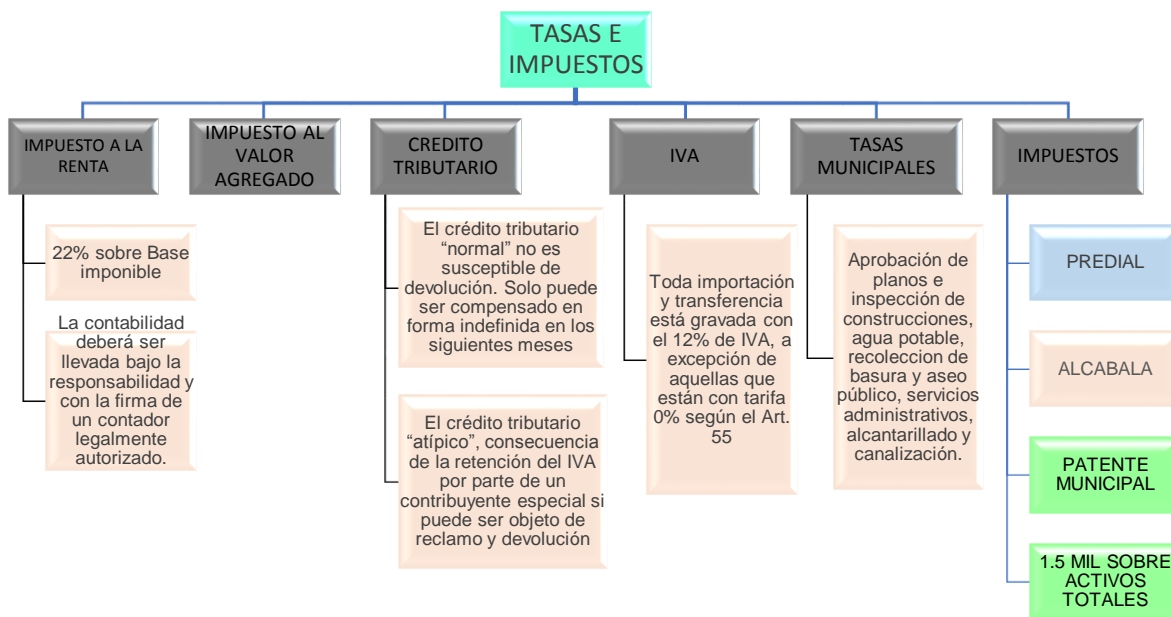 TASAS E
IMPUESTOS
IMPUESTO A LA
RENTA
22% sobre Base
imponible
La contabilidad
deberá ser
llevada bajo la
responsabilidad y
con la firma de
un contador
legalmente
autorizado.
IMPUESTO AL
VALOR
AGREGADO
CREDITO
TRIBUTARIO
El crédito tributario
“normal” no es
susceptible de
devolución. Solo puede
ser compensado en
forma indefinida en los
siguientes meses
El crédito tributario
“atípico”, consecuencia
de la retención del IVA
por parte de un
contribuyente especial si
puede ser objeto de
reclamo y devolución
IVA
Toda importación
y transferencia
está gravada con
el 12% de IVA, a
excepción de
aquellas que
están con tarifa
0% según el Art.
55
TASAS
MUNICIPALES
Aprobación de
planos e
inspección de
construcciones,
agua potable,
recoleccion de
basura y aseo
público, servicios
administrativos,
alcantarillado y
canalización.
IMPUESTOS
PREDIAL
ALCABALA
PATENTE
MUNICIPAL
1.5 MIL SOBRE
ACTIVOS
TOTALES